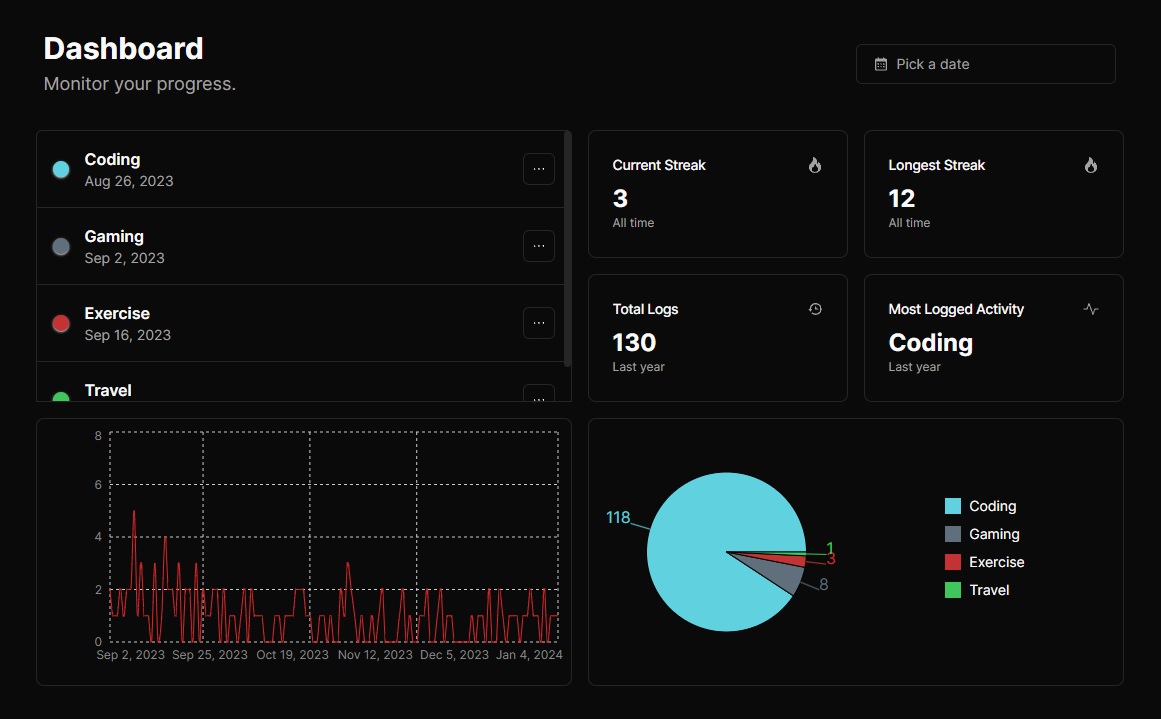 Dashboard
Monitor your progress.
Pick a date
Coding
Aug 26, 2023
...
Gaming
Sep 2, 2023
...
Exercise
Sep 16, 2023
...
Travel
...
Current Streak
3
All time
Longest Streak
12
All time
Total Logs
130
Last year
Most Logged Activity
Coding
Last year
8
6
4
2
0
Sep 2, 2023 Sep 25, 2023 Oct 19, 2023 Nov 12, 2023 Dec 5, 2023 Jan 4, 2024
118
1
3
8
Coding
Gaming
Exercise
Travel